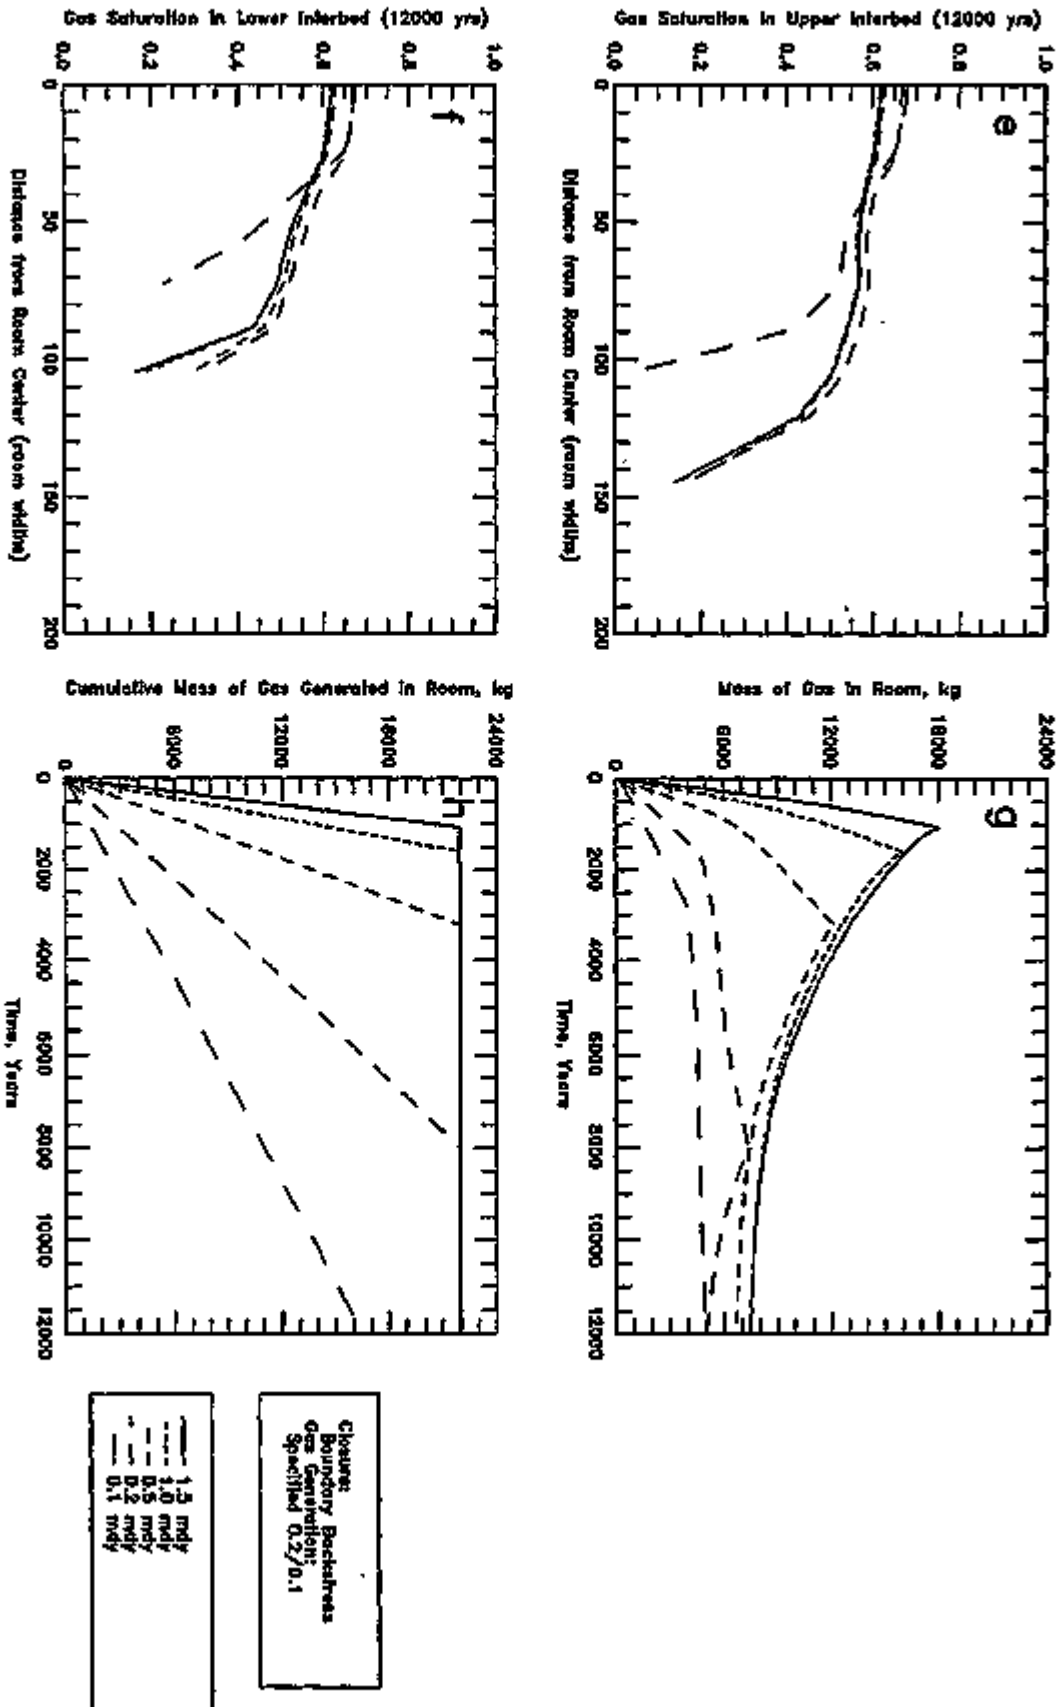 e
Gas Saturation in Upper Interbed (12000 yrs)
0.0 0.2 0.4 0.6 0.8 1.0
0 50 100 150 200
Distance from Room Center (room widths)
g
Mass of Gas in Room, kg
0 6000 12000 18000 24000
0 2000 4000 6000 8000 10000 12000
Time, Years
f
Gas Saturation in Lower Interbed (12000 yrs)
0.0 0.2 0.4 0.6 0.8 1.0
0 50 100 150 200
Distance from Room Center (room widths)
h
Cumulative Mass of Gas Generated in Room, kg
0 6000 12000 18000 24000
0 2000 4000 6000 8000 10000 12000
Time, Years
Closure:
Boundary Backstress
Gas Generation:
Specified 0.2/0.1
1.5 mdy
1.0 mdy
0.5 mdy
0.2 mdy
0.1 mdy